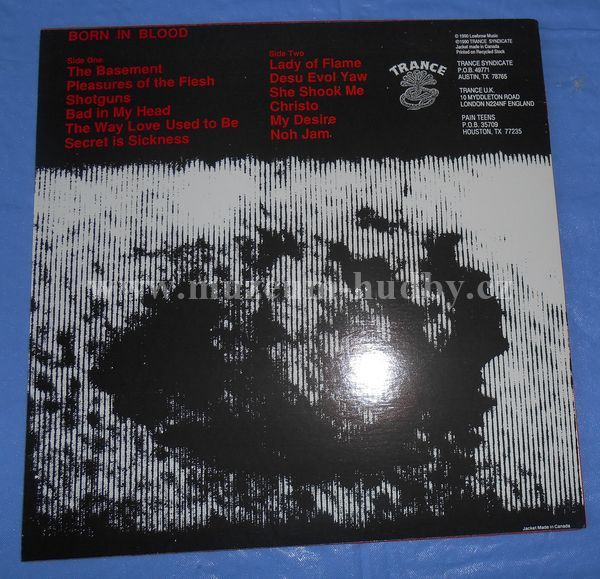 BORN IN BLOOD
Side One
The Basement
Pleasures of the Flesh
Shotguns
Bad in My Head
The Way Love Used to Be
Secret is Sickness
Side Two
Lady of Flame
Desu Evol Yaw
She Shook Me
Christo
My Desire
Noh Jam
TRANCE
© 1990 Lowbrow Music
℗1990 TRANCE SYNDICATE
Jacket made in Canada
Printed on Recycled Stock
TRANCE SYNDICATE
P.O.B. 49771
AUSTIN, TX 78765
TRANCE U.K.
10 MYDDLETON ROAD
LONDON N224NF ENGLAND
PAIN TEENS
P.O.B. 35709
HOUSTON, TX 77235
www.muzeum-hudby.cz
Jacket Made in Canada